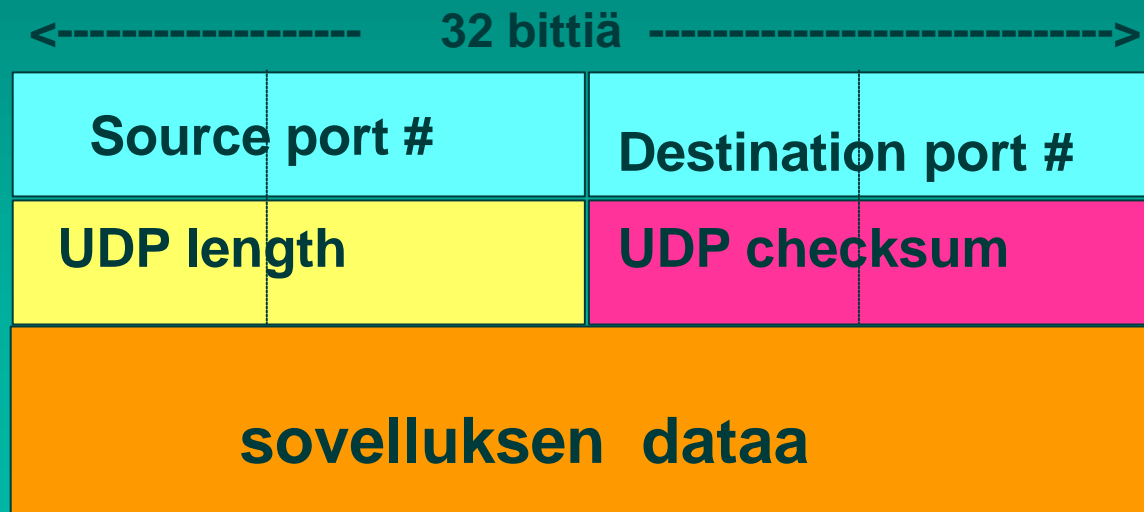 <------------------- 32 bittiä ----------------------------->
Source port # Destination port #
UDP length UDP checksum
sovelluksen dataa